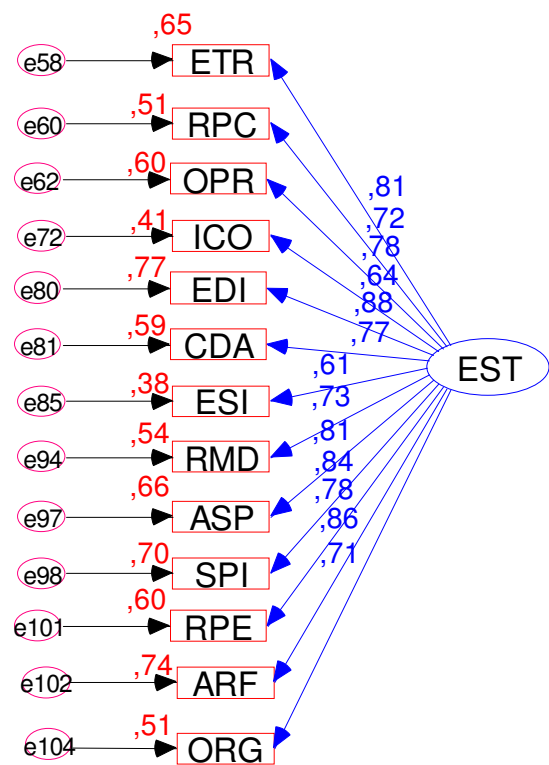 ,65
e58 ETR
,51
e60 RPC
,60
e62 OPR
,81
,72
,41
e72 ICO
,78
,64
,77
e80 EDI
,88
,77
,59
e81 CDA
EST
,61
,38
e85 ESI
,73
,54
e94 RMD
,81
,84
,66
e97 ASP
,78
,86
,70
e98 SPI
,71
,60
e101 RPE
,74
e102 ARF
,51
e104 ORG